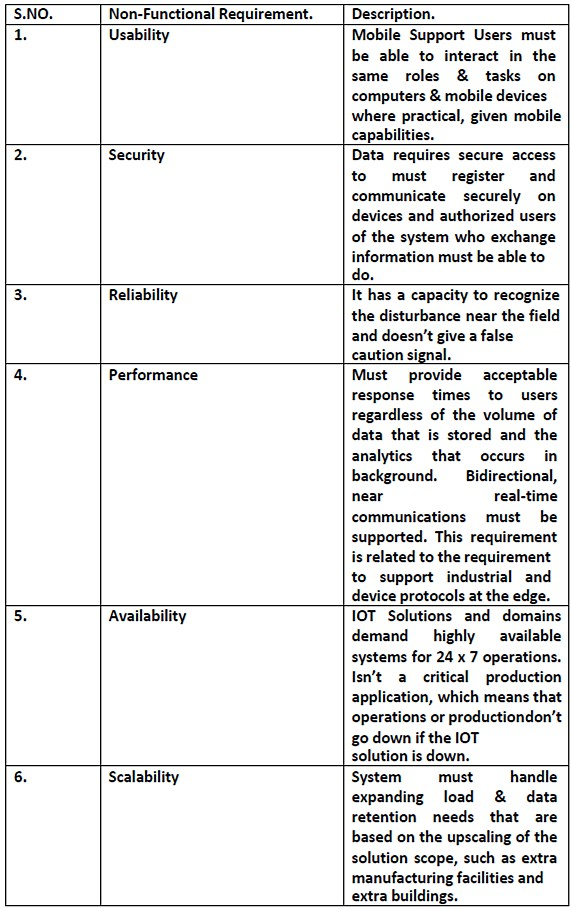 S.NO. Non-Functional Requirement. Description.
1. Usability Mobile Support Users must
be able to interact in the
same roles & tasks on
computers & mobile devices
where practical, given mobile
capabilities.
2. Security Data requires secure access
to must register and
communicate securely on
devices and authorized users
of the system who exchange
information must be able to
do.
3. Reliability It has a capacity to recognize
the disturbance near the field
and doesn’t give a false
caution signal.
4. Performance Must provide acceptable
response times to users
regardless of the volume of
data that is stored and the
analytics that occurs in
background. Bidirectional,
near real-time
communications must be
supported. This requirement
is related to the requirement
to support industrial and
device protocols at the edge.
5. Availability IOT Solutions and domains
demand highly available
systems for 24 x 7 operations.
Isn’t a critical production
application, which means that
operations or productiondon’t
go down if the IOT
solution is down.
6. Scalability System must handle
expanding load & data
retention needs that are
based on the upscaling of the
solution scope, such as extra
manufacturing facilities and
extra buildings.